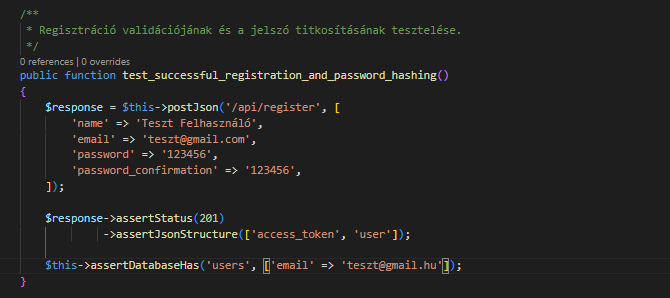 /**
 * Regisztráció validációjának és a jelszó titkosításának tesztelése.
 */
0 references | 0 overrides
public function test_successful_registration_and_password_hashing()
{
    $response = $this->postJson('/api/register', [
        'name' => 'Teszt Felhasználó',
        'email' => 'teszt@gmail.com',
        'password' => '123456',
        'password_confirmation' => '123456',
    ]);
    $response->assertStatus(201)
            ->assertJsonStructure(['access_token', 'user']);
    $this->assertDatabaseHas('users', ['email' => 'teszt@gmail.hu']);
}